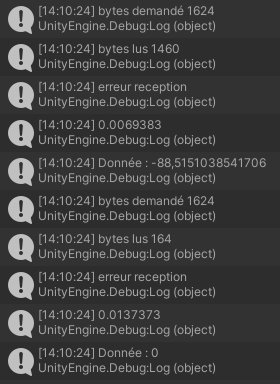 [14:10:24] bytes demandé 1624
UnityEngine.Debug:Log (object)
[14:10:24] bytes lus 1460
UnityEngine.Debug:Log (object)
[14:10:24] erreur reception
UnityEngine.Debug:Log (object)
[14:10:24] 0.0069383
UnityEngine.Debug:Log (object)
[14:10:24] Donnée : -88,5151038541706
UnityEngine.Debug:Log (object)
[14:10:24] bytes demandé 1624
UnityEngine.Debug:Log (object)
[14:10:24] bytes lus 164
UnityEngine.Debug:Log (object)
[14:10:24] erreur reception
UnityEngine.Debug:Log (object)
[14:10:24] 0.0137373
UnityEngine.Debug:Log (object)
[14:10:24] Donnée : 0
UnityEngine.Debug:Log (object)